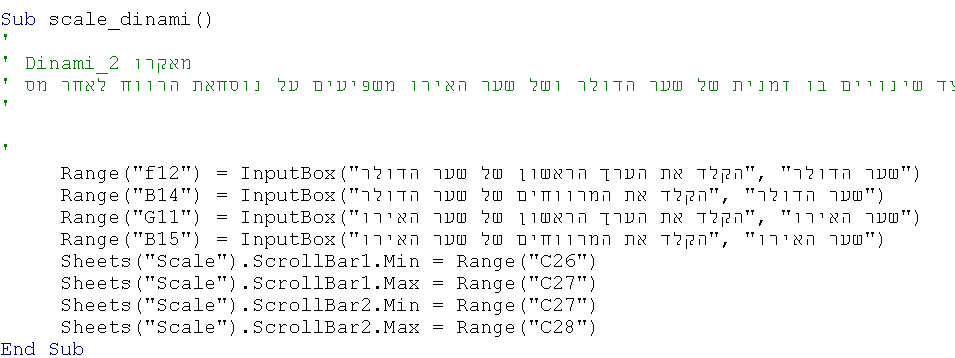 Sub scale_dinami()
'
' Dinami_2 מאקרו
' שינויים בו זמנית של שער הדולר ושל שער האירו משפיעים על נוסחאת הרווח לאחר מס
'
'
Range("f12") = InputBox("הקלד את הערך הראשון של שער הדולר", "שער הדולר")
Range("B14") = InputBox("הקלד את המרווחים של שער הדולר", "שער הדולר")
Range("G11") = InputBox("הקלד את הערך הראשון של שער האירו", "שער האירו")
Range("B15") = InputBox("הקלד את המרווחים של שער האירו", "שער האירו")
Sheets("Scale").ScrollBar1.Min = Range("C26")
Sheets("Scale").ScrollBar1.Max = Range("C27")
Sheets("Scale").ScrollBar2.Min = Range("C27")
Sheets("Scale").ScrollBar2.Max = Range("C28")
End Sub